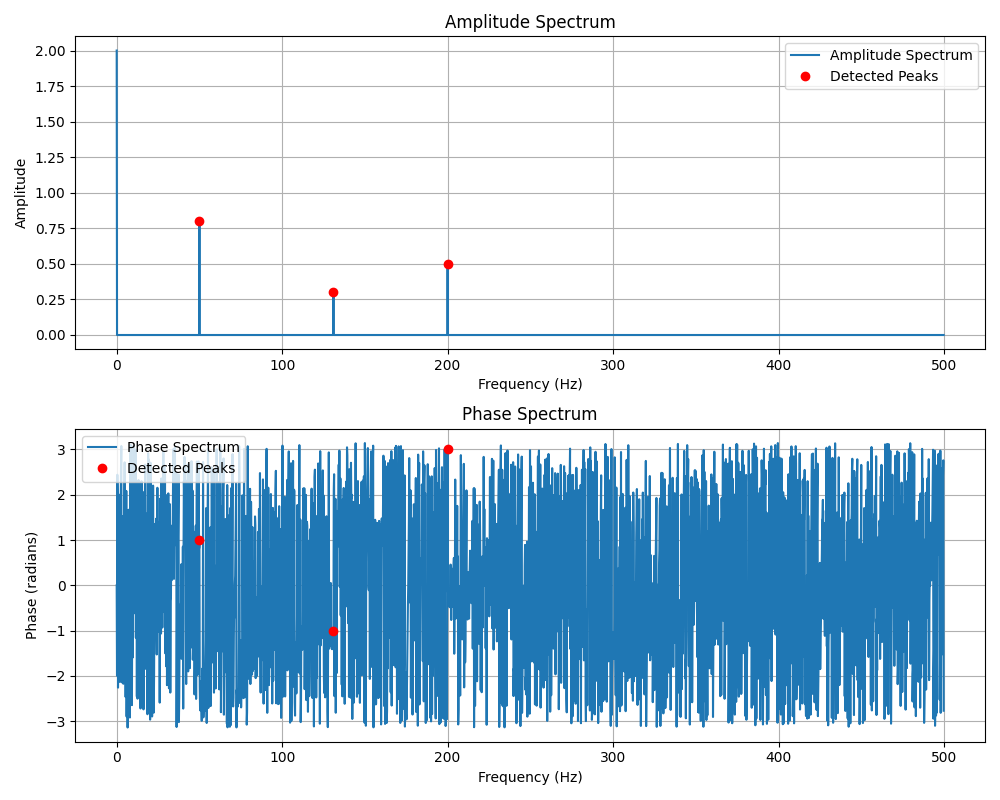 Amplitude Spectrum
Amplitude Spectrum
Detected Peaks
2.00
1.75
1.50
1.25
1.00
0.75
0.50
0.25
0.00
Amplitude
0 100 200 300 400 500
Frequency (Hz)
Phase Spectrum
Phase Spectrum
Detected Peaks
3
2
1
0
−1
−2
−3
Phase (radians)
0 100 200 300 400 500
Frequency (Hz)